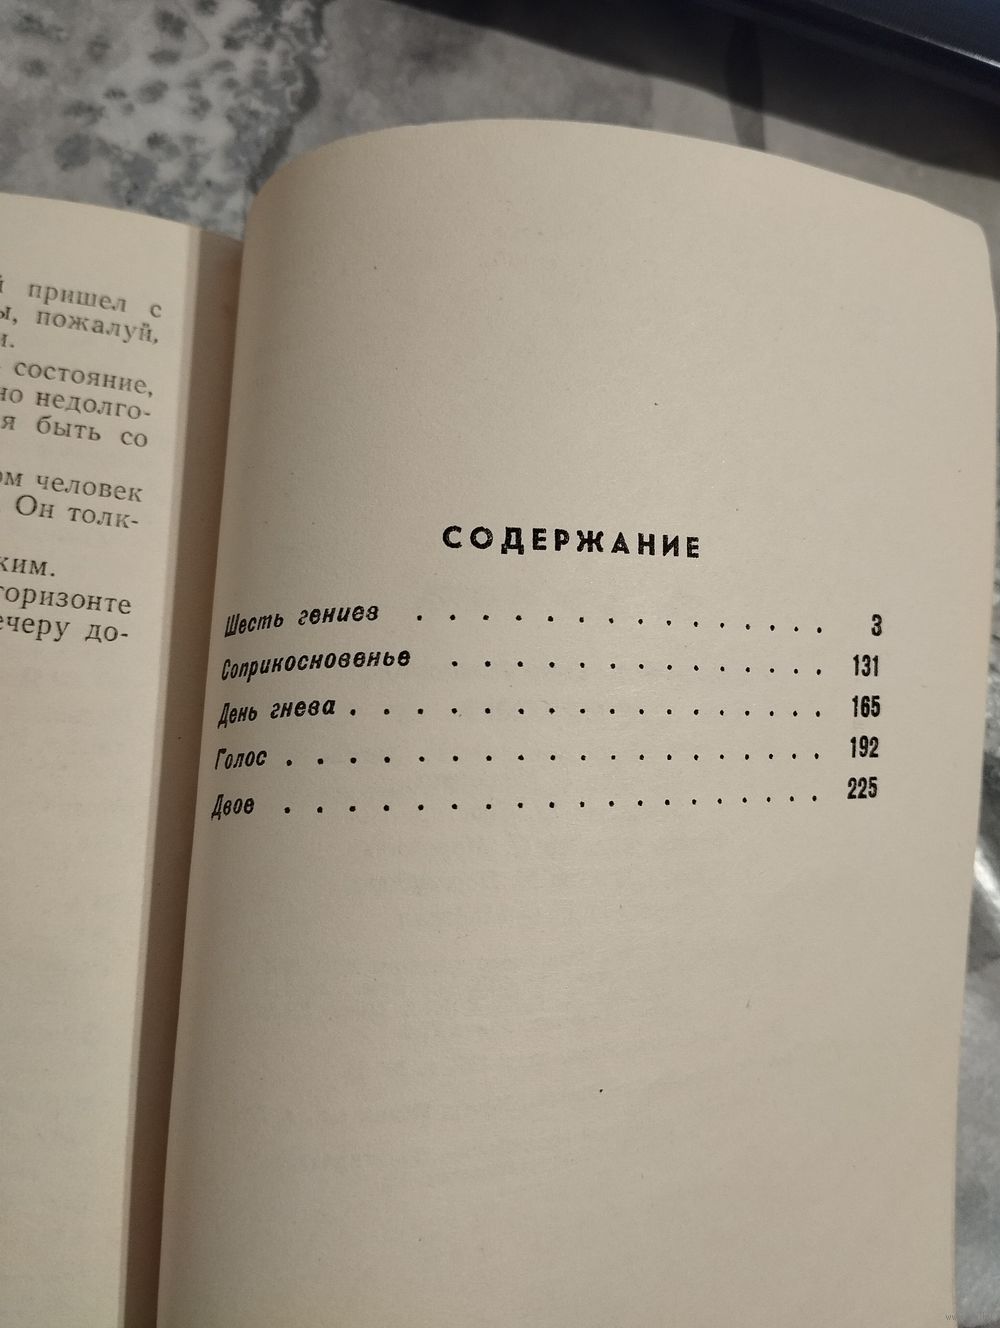 пришел с
ы, пожалуй,
и.
состояние,
но недолго-
я быть со
ом человек
Он толк-
ким.
горизонте
ечеру до-
СОДЕРЖАНИЕ
Шесть гениев . . . . . . . . . . . . . 3
Соприкосновенье . . . . . . . . . . . . 131
День гнева . . . . . . . . . . . . . . . 165
Голос . . . . . . . . . . . . . . . . . 192
Двое . . . . . . . . . . . . . . . . . 225